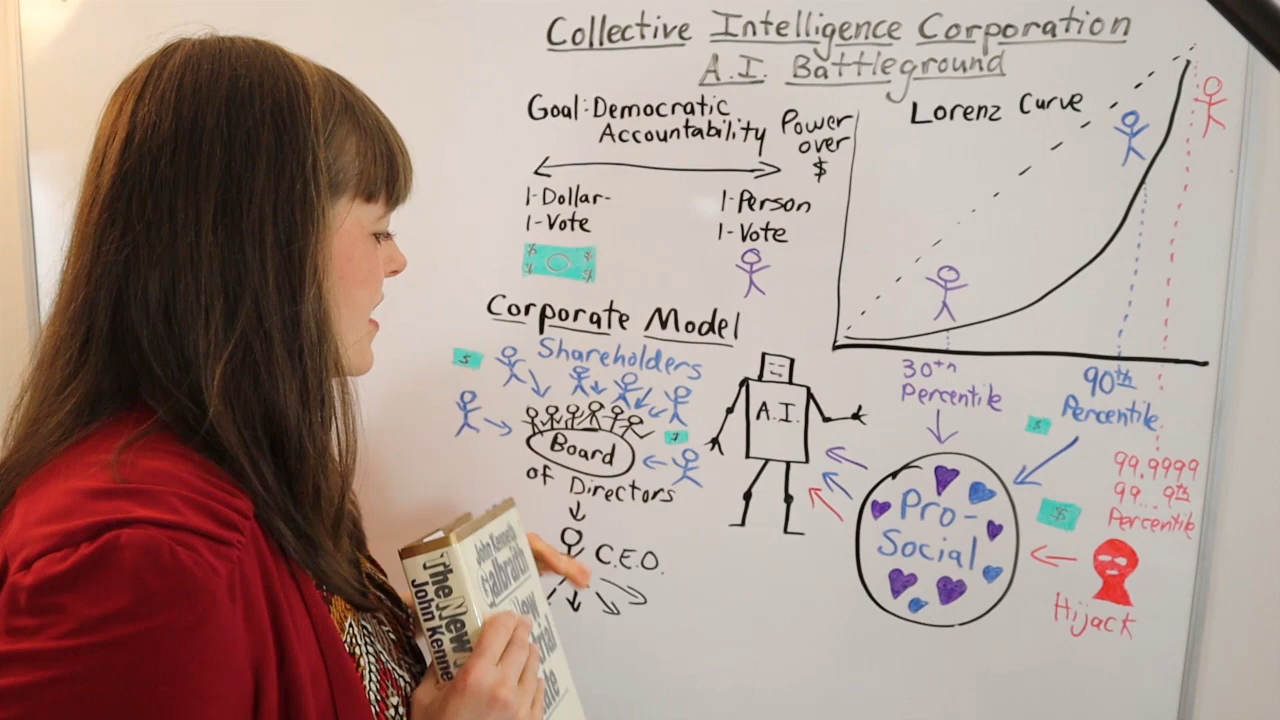 Collective Intelligence Corporation
A.I. Battleground
Goal: Democratic
Accountability
1-Dollar-
1-Vote
1-Person
1-Vote
Power
over
$
Lorenz Curve
30th
Percentile
90th
Percentile
99.9999
99...9th
Percentile
Corporate Model
Shareholders
$
$
Board
of Directors
C.E.O.
A.I.
Pro-
Social
$
$
Hijack
John Kenneth
Galbraith
The New
John Kenne